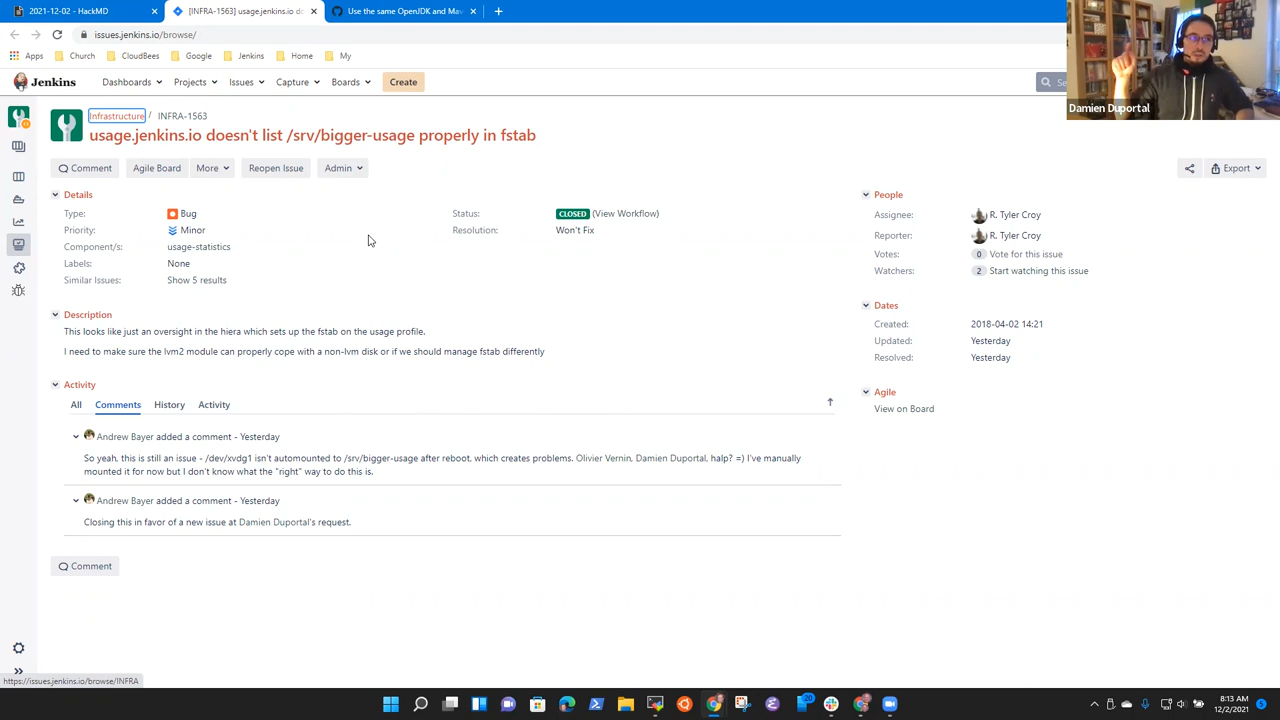 2021-12-02 - HackMD
[INFRA-1563] usage.jenkins.io do
Use the same OpenJDK and Mav
issues.jenkins.io/browse/
Apps
Church
CloudBees
Google
Jenkins
Home
My
Jenkins
Dashboards
Projects
Issues
Capture
Boards
Create
Se
Damien Duportal
Infrastructure / INFRA-1563
usage.jenkins.io doesn't list /srv/bigger-usage properly in fstab
Comment
Agile Board
More
Reopen Issue
Admin
Export
Details
Type: Bug
Priority: Minor
Component/s: usage-statistics
Labels: None
Similar Issues: Show 5 results
Status: CLOSED (View Workflow)
Resolution: Won't Fix
People
Assignee: R. Tyler Croy
Reporter: R. Tyler Croy
Votes: 0 Vote for this issue
Watchers: 2 Start watching this issue
Description
This looks like just an oversight in the hiera which sets up the fstab on the usage profile.
I need to make sure the lvm2 module can properly cope with a non-lvm disk or if we should manage fstab differently
Dates
Created: 2018-04-02 14:21
Updated: Yesterday
Resolved: Yesterday
Activity
All Comments History Activity
Agile
View on Board
Andrew Bayer added a comment - Yesterday
So yeah, this is still an issue - /dev/xvdg1 isn't automounted to /srv/bigger-usage after reboot, which creates problems. Olivier Vernin, Damien Duportal, halp? =) I've manually
mounted it for now but I don't know what the "right" way to do this is.
Andrew Bayer added a comment - Yesterday
Closing this in favor of a new issue at Damien Duportal's request.
Comment
https://issues.jenkins.io/browse/INFRA
20
8:13 AM
12/2/2021